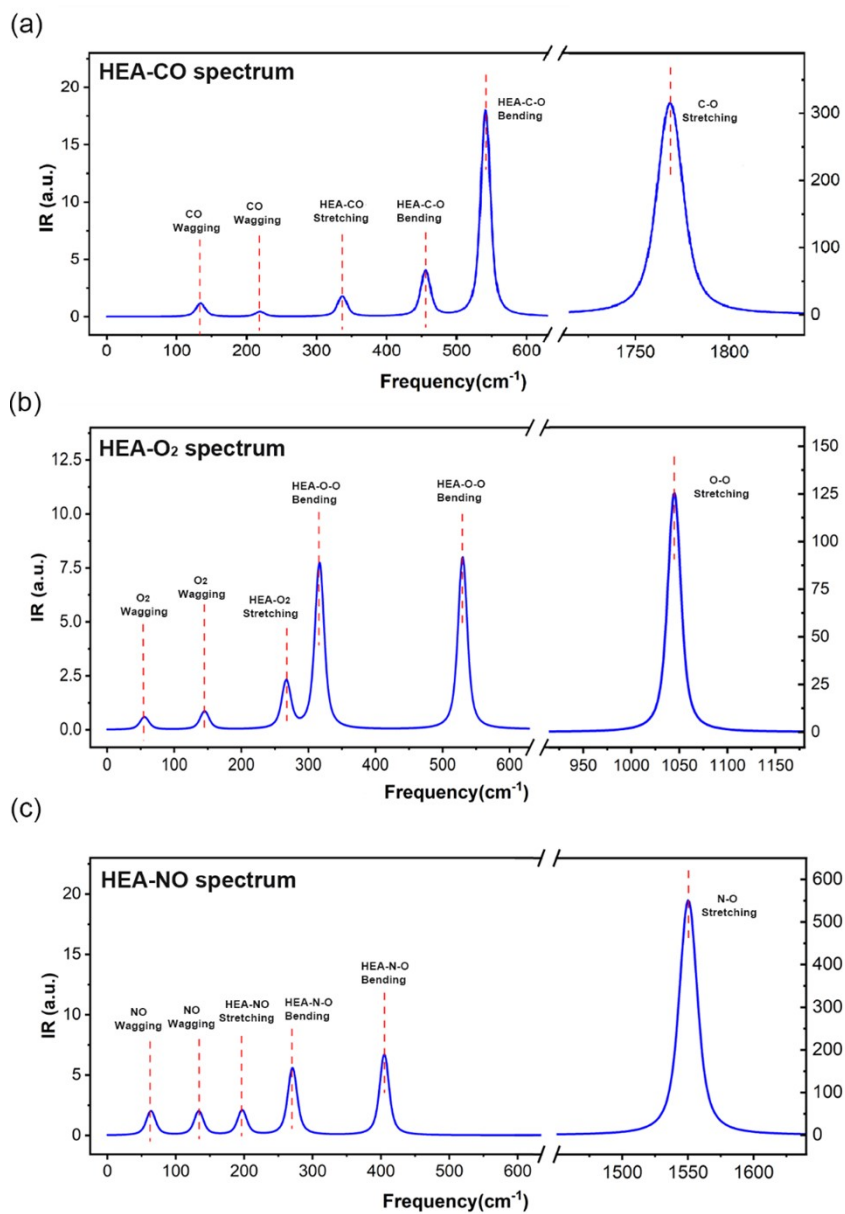 (a)
HEA-CO spectrum
CO
Wagging
CO
Wagging
HEA-CO
Stretching
HEA-C-O
Bending
HEA-C-O
Bending
C-O
Stretching
IR (a.u.)
20
15
10
5
0
300
200
100
0
0 100 200 300 400 500 600 1750 1800
Frequency(cm⁻¹)
(b)
HEA-O₂ spectrum
O₂
Wagging
O₂
Wagging
HEA-O₂
Stretching
HEA-O-O
Bending
HEA-O-O
Bending
O-O
Stretching
IR (a.u.)
12.5
10.0
7.5
5.0
2.5
0.0
150
125
100
75
50
25
0
0 100 200 300 400 500 600 950 1000 1050 1100 1150
Frequency(cm⁻¹)
(c)
HEA-NO spectrum
NO
Wagging
NO
Wagging
HEA-NO
Stretching
HEA-N-O
Bending
HEA-N-O
Bending
N-O
Stretching
IR (a.u.)
20
15
10
5
0
600
500
400
300
200
100
0
0 100 200 300 400 500 600 1500 1550 1600
Frequency(cm⁻¹)